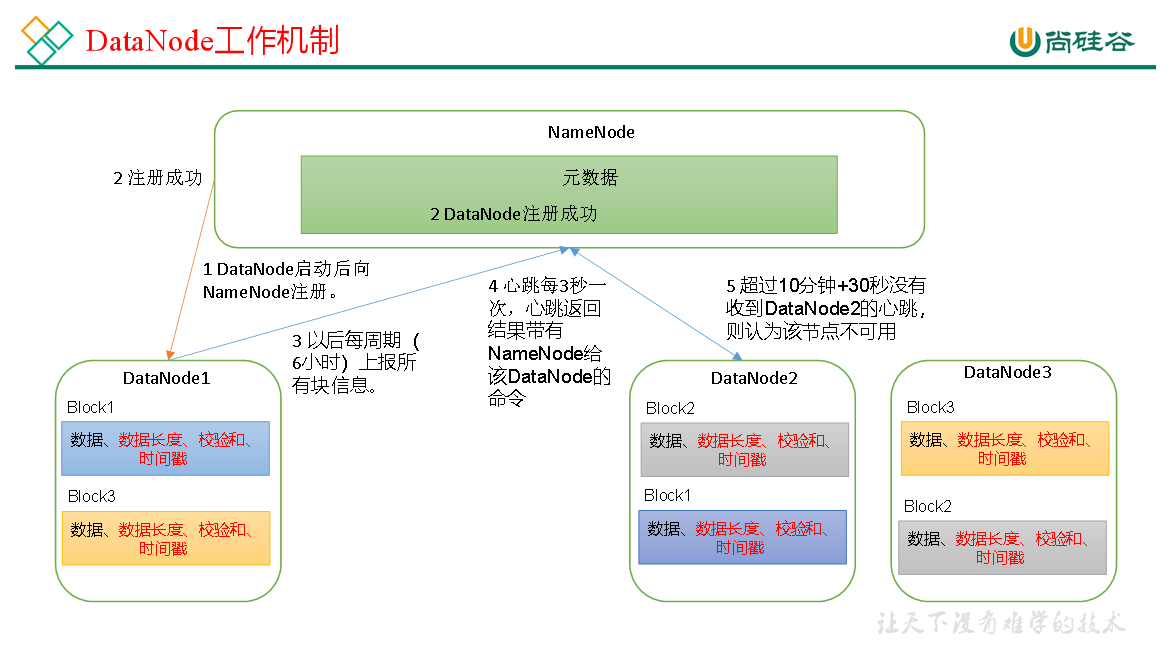 DataNode工作机制
尚硅谷
NameNode
元数据
2 DataNode注册成功
2 注册成功
1 DataNode启动后向
NameNode注册。
3 以后每周期（
6小时）上报所
有块信息。
4 心跳每3秒一
次，心跳返回
结果带有
NameNode给
该DataNode的
命令
5 超过10分钟+30秒没有
收到DataNode2的心跳，
则认为该节点不可用
DataNode1
Block1
数据、数据长度、校验和、
时间戳
Block3
数据、数据长度、校验和、
时间戳
DataNode2
Block2
数据、数据长度、校验和、
时间戳
Block1
数据、数据长度、校验和、
时间戳
DataNode3
Block3
数据、数据长度、校验和、
时间戳
Block2
数据、数据长度、校验和、
时间戳
让天下没有难学的技术